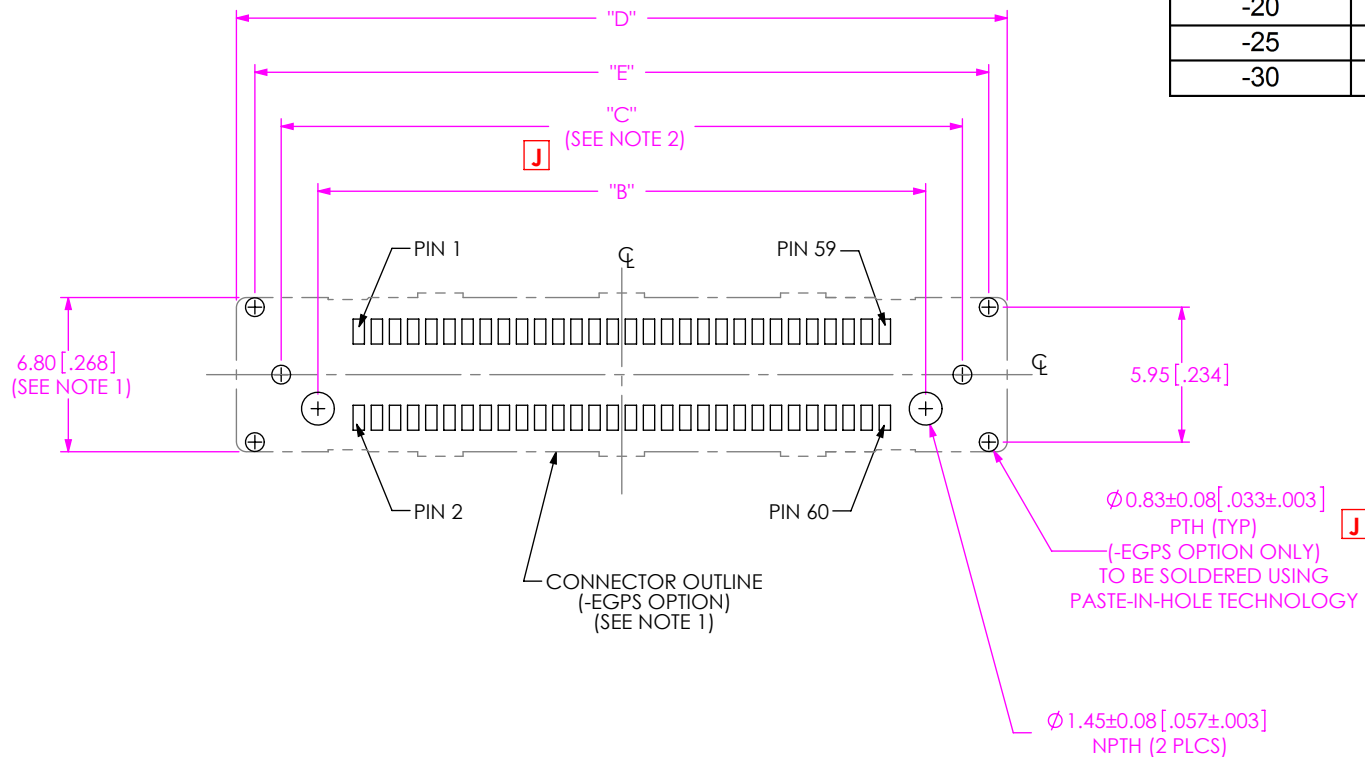 -20
"D"
-25
"E"
-30
"C"
(SEE NOTE 2)
J
"B"
PIN 1
℄
PIN 59
6.80 [.268]
(SEE NOTE 1)
℄
5.95 [.234]
PIN 2
PIN 60
Ø0.83±0.08[.033±.003]
PTH (TYP)
J
(-EGPS OPTION ONLY)
TO BE SOLDERED USING
PASTE-IN-HOLE TECHNOLOGY
CONNECTOR OUTLINE
(-EGPS OPTION)
(SEE NOTE 1)
Ø1.45±0.08 [.057±.003]
NPTH (2 PLCS)